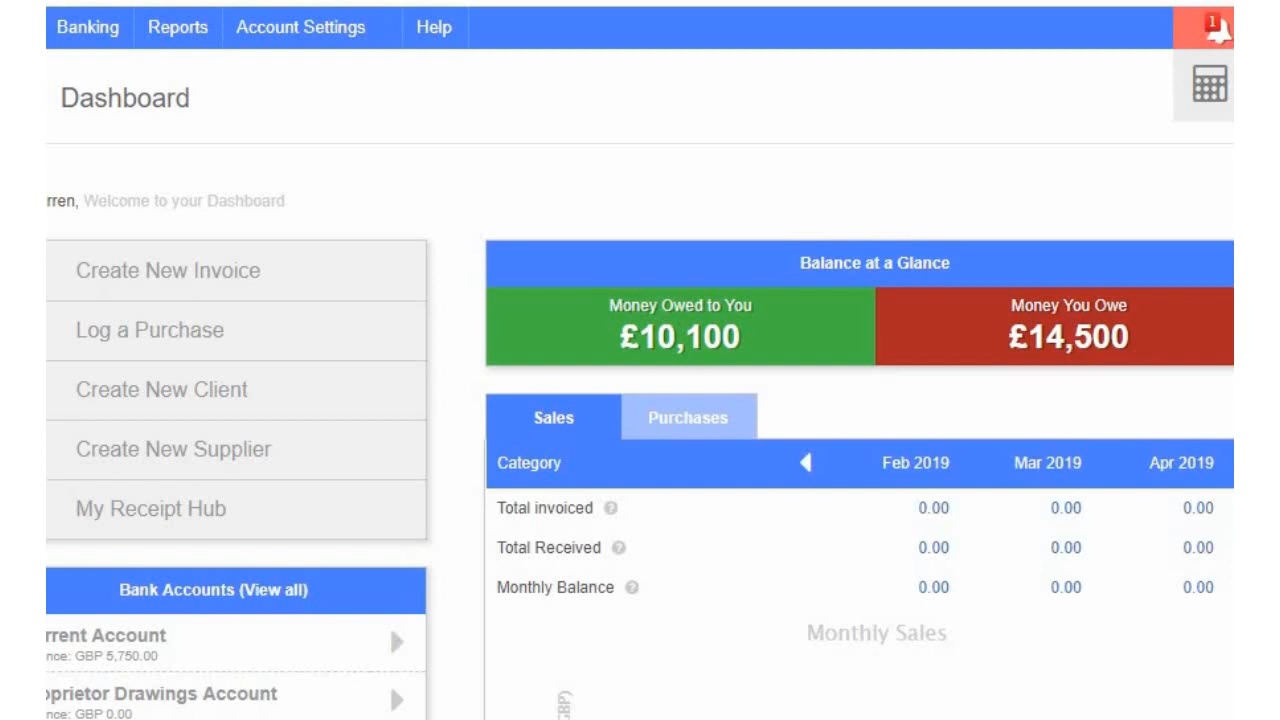 Banking Reports Account Settings Help
1
Dashboard
rren, Welcome to your Dashboard
Create New Invoice
Log a Purchase
Create New Client
Create New Supplier
My Receipt Hub
Bank Accounts (View all)
rrent Account
nce: GBP 5,750.00
oprietor Drawings Account
nce: GBP 0.00
Balance at a Glance
Money Owed to You Money You Owe
£10,100 £14,500
Sales Purchases
Category Feb 2019 Mar 2019 Apr 2019
Total invoiced ? 0.00 0.00 0.00
Total Received ? 0.00 0.00 0.00
Monthly Balance ? 0.00 0.00 0.00
Monthly Sales
GBP)